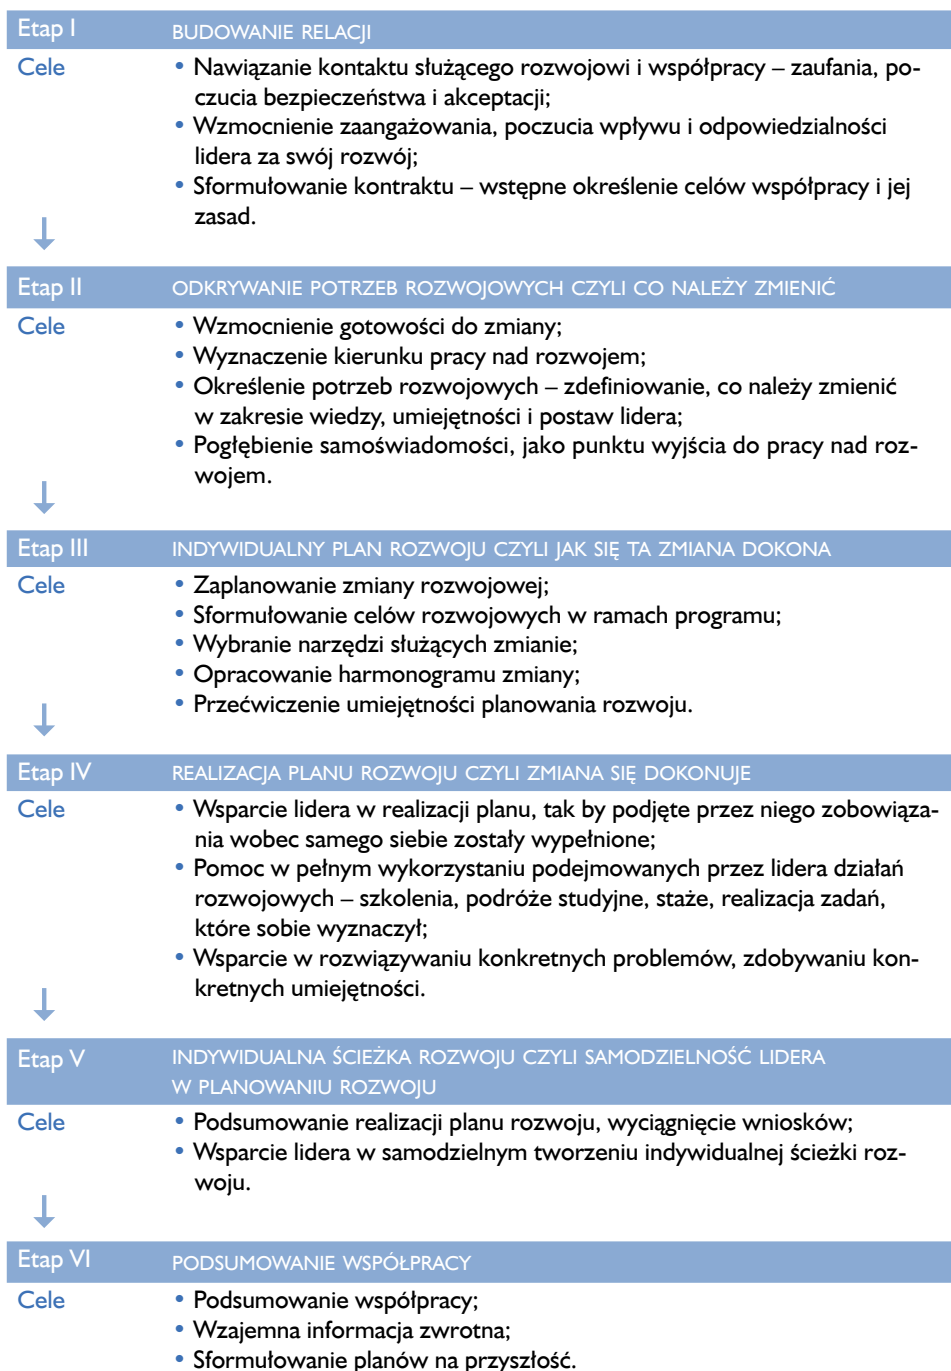 Etap I BUDOWANIE RELACJI
Cele • Nawiązanie kontaktu służącego rozwojowi i współpracy – zaufania, po-
czucia bezpieczeństwa i akceptacji;
• Wzmocnienie zaangażowania, poczucia wpływu i odpowiedzialności
lidera za swój rozwój;
• Sformułowanie kontraktu – wstępne określenie celów współpracy i jej
zasad.
Etap II ODKRYWANIE POTRZEB ROZWOJOWYCH CZYLI CO NALEŻY ZMIENIĆ
Cele • Wzmocnienie gotowości do zmiany;
• Wyznaczenie kierunku pracy nad rozwojem;
• Określenie potrzeb rozwojowych – zdefiniowanie, co należy zmienić
w zakresie wiedzy, umiejętności i postaw lidera;
• Pogłębienie samoświadomości, jako punktu wyjścia do pracy nad roz-
wojem.
Etap III INDYWIDUALNY PLAN ROZWOJU CZYLI JAK SIĘ TA ZMIANA DOKONA
Cele • Zaplanowanie zmiany rozwojowej;
• Sformułowanie celów rozwojowych w ramach programu;
• Wybranie narzędzi służących zmianie;
• Opracowanie harmonogramu zmiany;
• Przećwiczenie umiejętności planowania rozwoju.
Etap IV REALIZACJA PLANU ROZWOJU CZYLI ZMIANA SIĘ DOKONUJE
Cele • Wsparcie lidera w realizacji planu, tak by podjęte przez niego zobowiąza-
nia wobec samego siebie zostały wypełnione;
• Pomoc w pełnym wykorzystaniu podejmowanych przez lidera działań
rozwojowych – szkolenia, podróże studyjne, staże, realizacja zadań,
które sobie wyznaczył;
• Wsparcie w rozwiązywaniu konkretnych problemów, zdobywaniu kon-
kretnych umiejętności.
Etap V INDYWIDUALNA ŚCIEŻKA ROZWOJU CZYLI SAMODZIELNOŚĆ LIDERA
W PLANOWANIU ROZWOJU
Cele • Podsumowanie realizacji planu rozwoju, wyciągnięcie wniosków;
• Wsparcie lidera w samodzielnym tworzeniu indywidualnej ścieżki roz-
woju.
Etap VI PODSUMOWANIE WSPÓŁPRACY
Cele • Podsumowanie współpracy;
• Wzajemna informacja zwrotna;
• Sformułowanie planów na przyszłość.